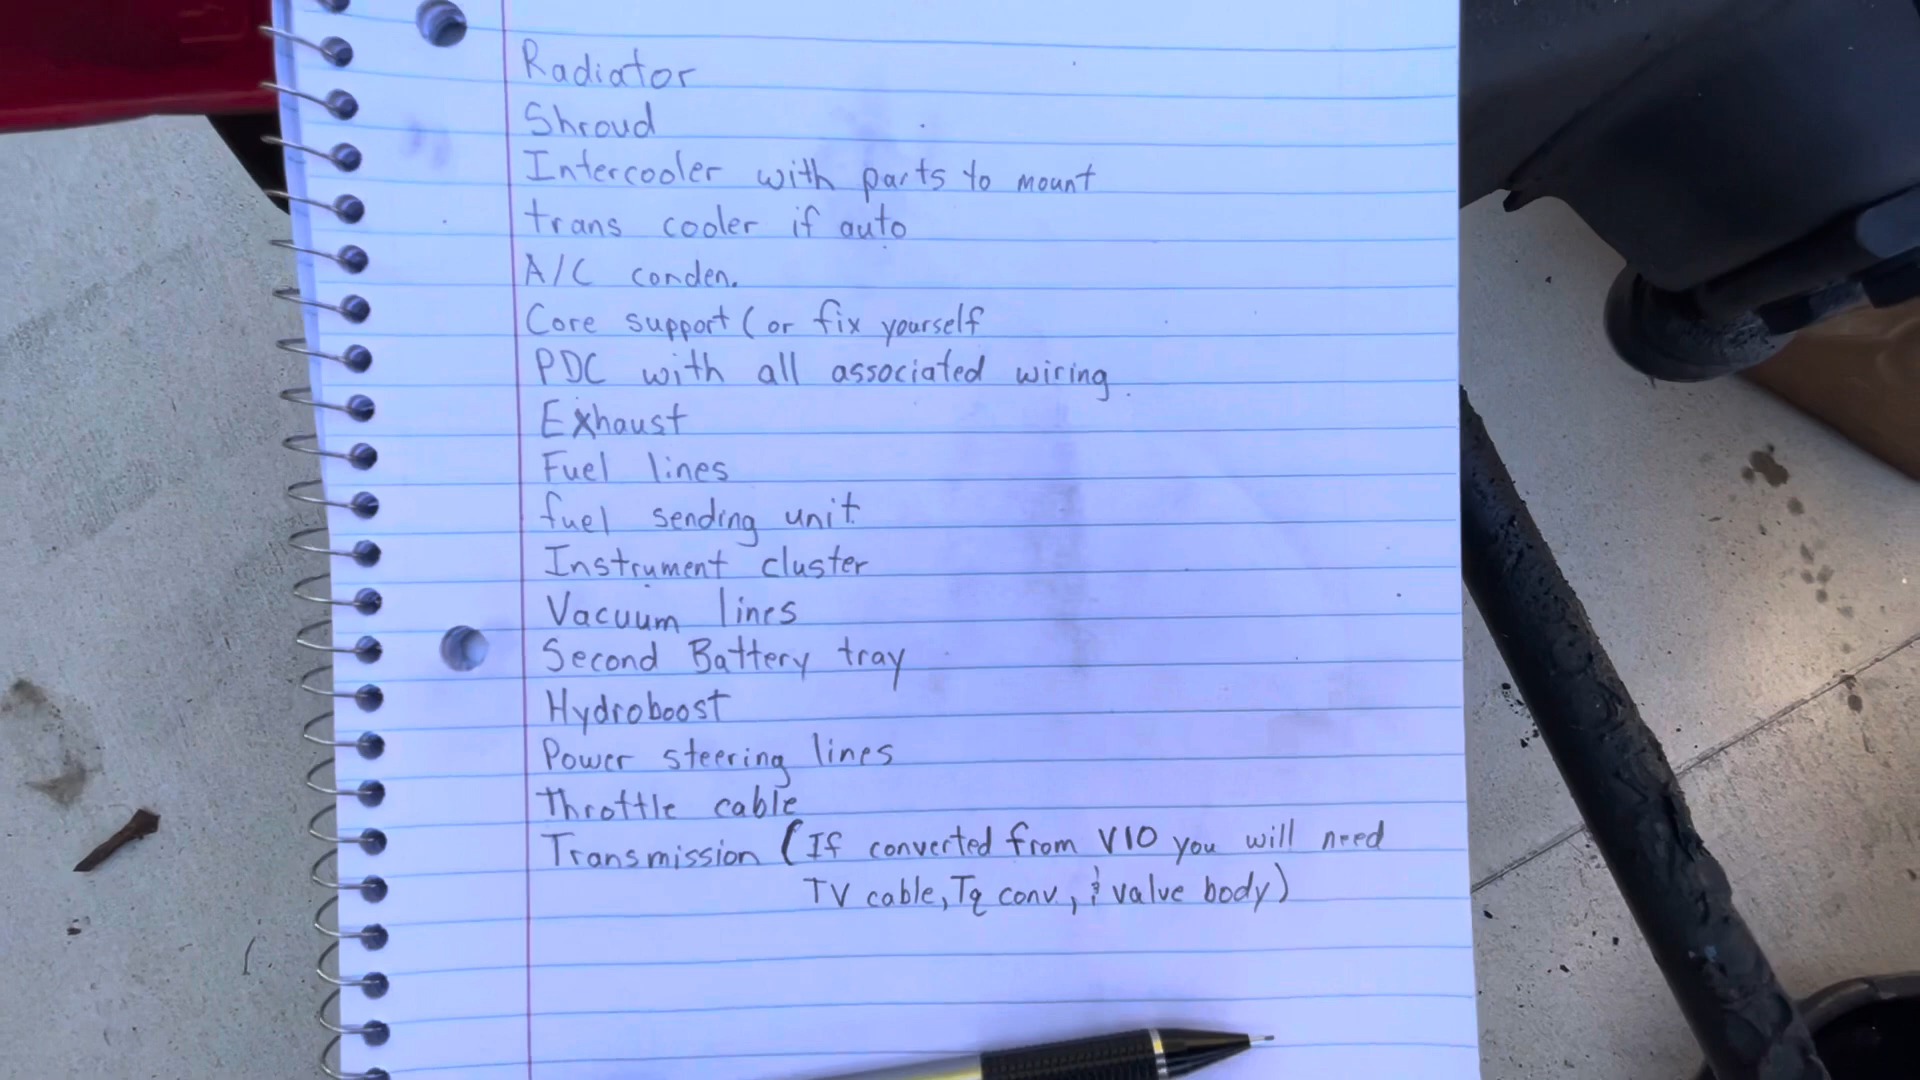 Radiator
Shroud
Intercooler with parts to mount
trans cooler if auto
A/C conden.
Core support (or fix yourself
PDC with all associated wiring
Exhaust
Fuel lines
fuel sending unit
Instrument cluster
Vacuum lines
Second Battery tray
Hydroboost
Power steering lines
Throttle cable
Transmission (If converted from V10 you will need
TV cable, Tq conv., & valve body)